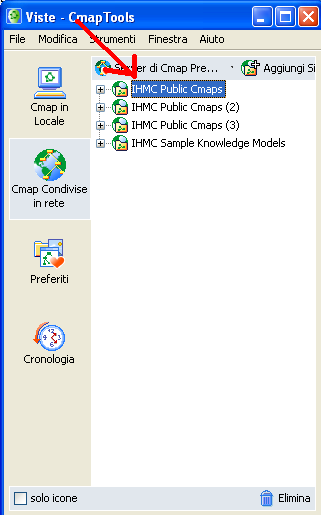 Viste - CmapTools
File Modifica Strumenti Finestra Aiuto
Server di Cmap Pre... Aggiungi Si
Cmap in
Locale
Cmap Condivise
in rete
Preferiti
Cronologia
IHMC Public Cmaps
IHMC Public Cmaps (2)
IHMC Public Cmaps (3)
IHMC Sample Knowledge Models
solo icone
Elimina